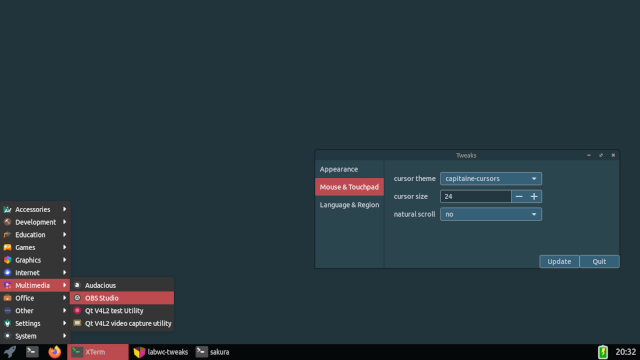 Tweaks
Appearance
Mouse & Touchpad
Language & Region
cursor theme capitaine-cursors
cursor size 24
natural scroll no
Update Quit
Accessories
Development
Education
Games
Graphics
Internet
Multimedia
Office
Other
Settings
System
Audacious
OBS Studio
Qt V4L2 test Utility
Qt V4L2 video capture utility
XTerm labwc-tweaks sakura 20:32